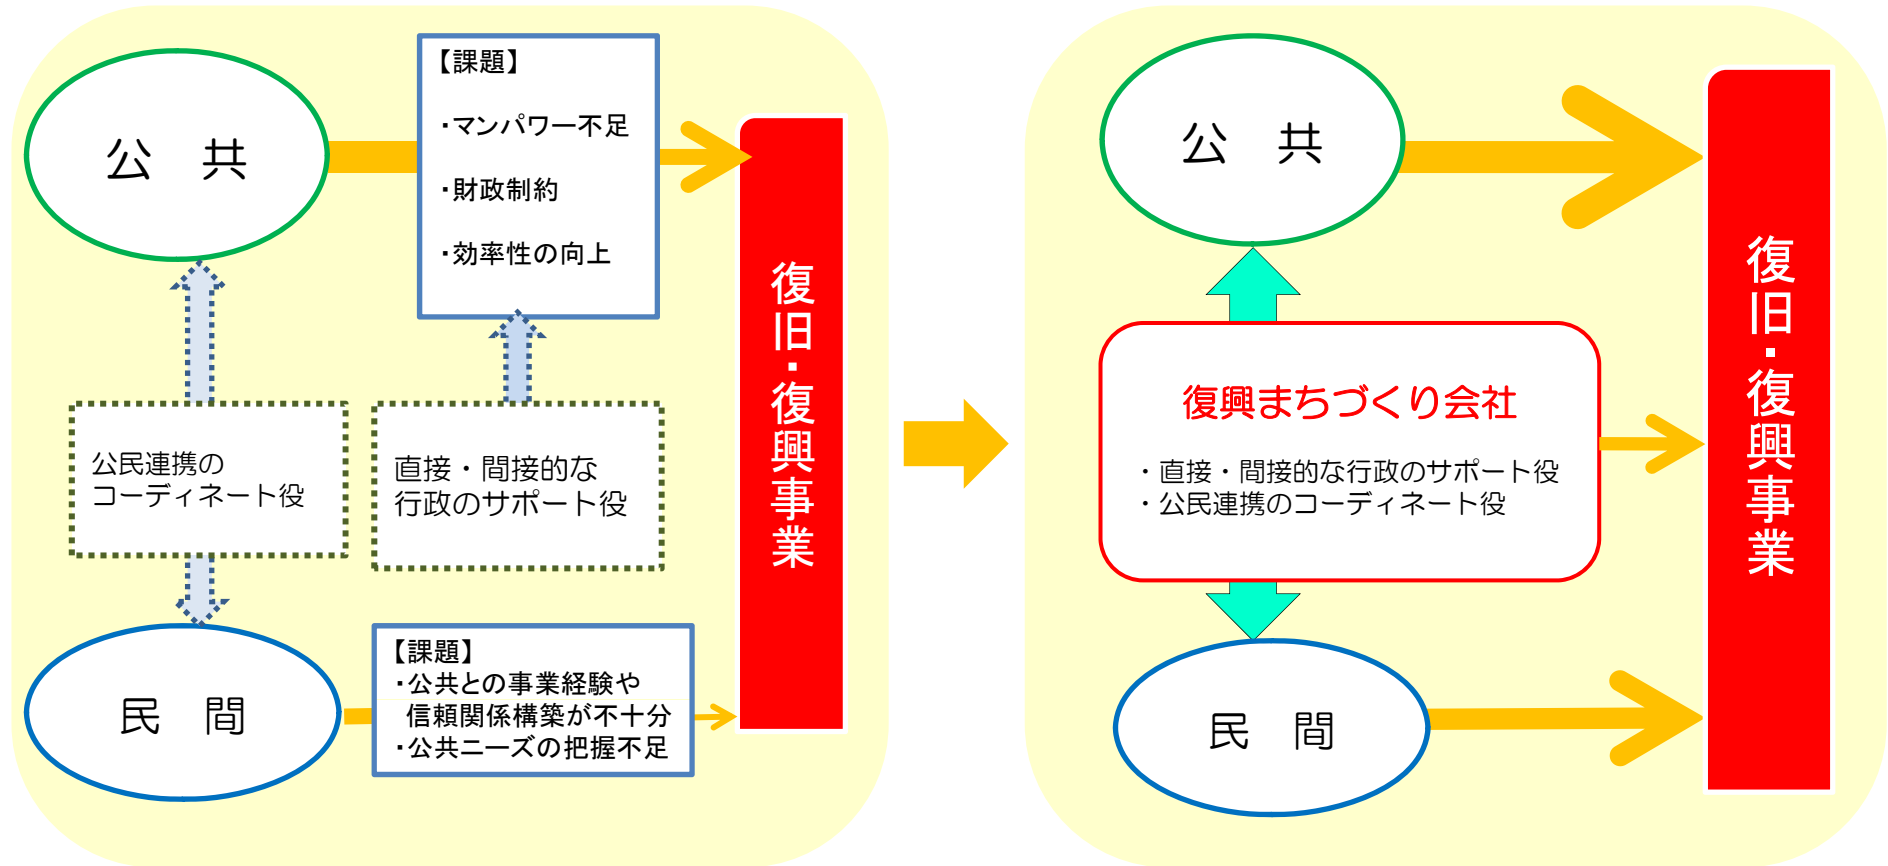 公　共
【課題】
・マンパワー不足
・財政制約
・効率性の向上
公民連携の
コーディネート役
直接・間接的な
行政のサポート役
民　間
【課題】
・公共との事業経験や
信頼関係構築が不十分
・公共ニーズの把握不足
復旧・復興事業
公　共
復興まちづくり会社
・直接・間接的な行政のサポート役
・公民連携のコーディネート役
民　間
復旧・復興事業